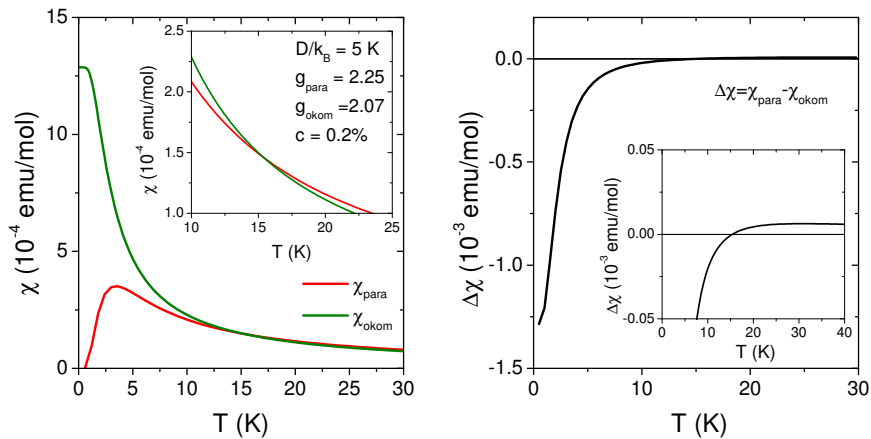 15
10
5
0
0 5 10 15 20 25 30
χ (10⁻⁴ emu/mol)
T (K)
2.5
2.0
1.5
1.0
10 15 20 25
χ (10⁻⁴ emu/mol)
T (K)
D/k_B = 5 K
g_para = 2.25
g_okom =2.07
c = 0.2%
χ_para
χ_okom
0.0
-0.5
-1.0
-1.5
0 10 20 30
Δχ (10⁻³ emu/mol)
T (K)
Δχ=χ_para-χ_okom
0.05
0.00
-0.05
0 10 20 30 40
Δχ (10⁻³ emu/mol)
T (K)